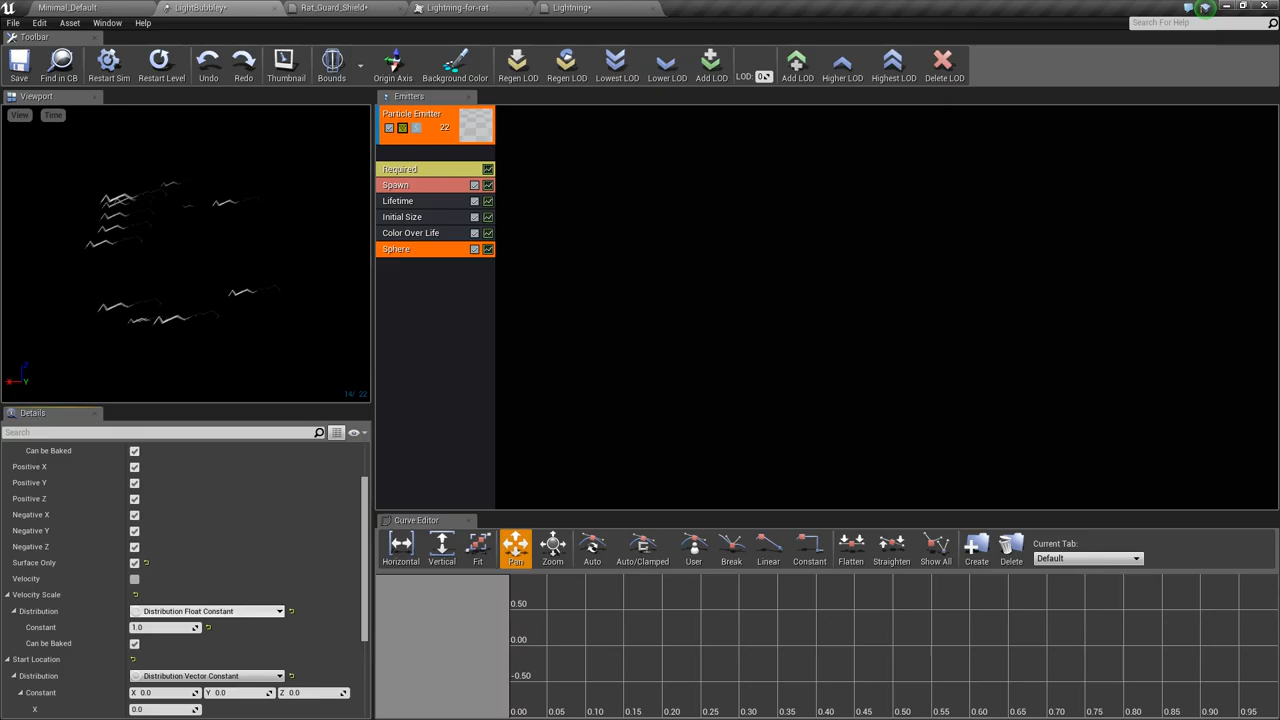 Minimal_Default LightBubbley* Rat_Guard_Shield* Lightning-for-rat Lightning*
File Edit Asset Window Help
Search For Help
Toolbar
Save Find in CB Restart Sim Restart Level Undo Redo Thumbnail Bounds Origin Axis Background Color Regen LOD Regen LOD Lowest LOD Lower LOD Add LOD LOD: 0 Add LOD Higher LOD Highest LOD Delete LOD
Viewport
View Time
14/ 22
Emitters
Particle Emitter
22
Required
Spawn
Lifetime
Initial Size
Color Over Life
Sphere
Z
Y
Details
Search
Can be Baked
Positive X
Positive Y
Positive Z
Negative X
Negative Y
Negative Z
Surface Only
Velocity
Velocity Scale
Distribution Distribution Float Constant
Constant 1.0
Can be Baked
Start Location
Distribution Distribution Vector Constant
Constant X 0.0 Y 0.0 Z 0.0
X 0.0
Curve Editor
Horizontal Vertical Fit Pan Zoom Auto Auto/Clamped User Break Linear Constant Flatten Straighten Show All Create Delete
Current Tab:
Default
0.50
0.00
-0.50
0.00 0.05 0.10 0.15 0.20 0.25 0.30 0.35 0.40 0.45 0.50 0.55 0.60 0.65 0.70 0.75 0.80 0.85 0.90 0.95